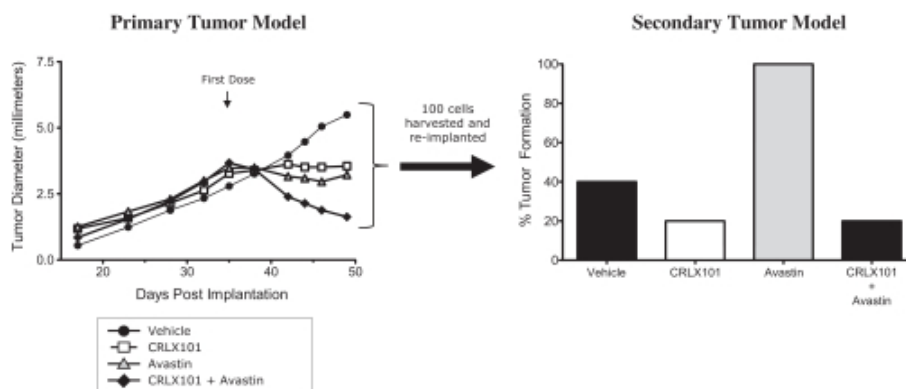 Primary Tumor Model
Tumor Diameter (millimeters)
7.5
5.0
2.5
0.0
First Dose
20
30
40
50
Days Post Implantation
Vehicle
CRLX101
Avastin
CRLX101 + Avastin
100 cells
harvested and
re-implanted
Secondary Tumor Model
% Tumor Formation
100
80
60
40
20
0
Vehicle
CRLX101
Avastin
CRLX101
+
Avastin